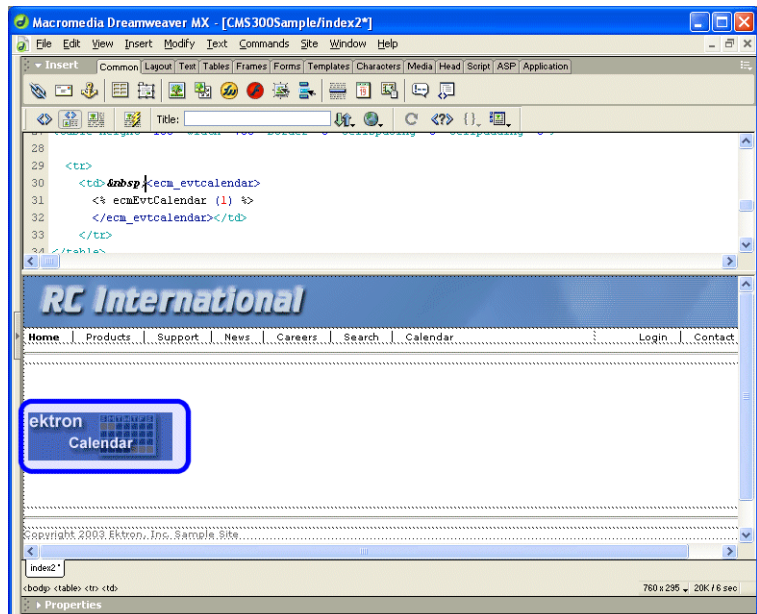 Macromedia Dreamweaver MX - [CMS300Sample/index2*]
File Edit View Insert Modify Text Commands Site Window Help
Insert Common Layout Text Tables Frames Forms Templates Characters Media Head Script ASP Application
Title:
28
29 <tr>
30 <td>&nbsp;<ecm_evtcalendar>
31 <% ecmEvtCalendar (1) %>
32 </ecm_evtcalendar></td>
33 </tr>
34 </table>
RC International
Home | Products | Support | News | Careers | Search | Calendar Login | Contact
ektron
SMTWTFS
Calendar
Copyright 2003 Ektron, Inc. Sample Site
index2*
<body> <table> <tr> <td> 760 x 295 20K / 6 sec
Properties